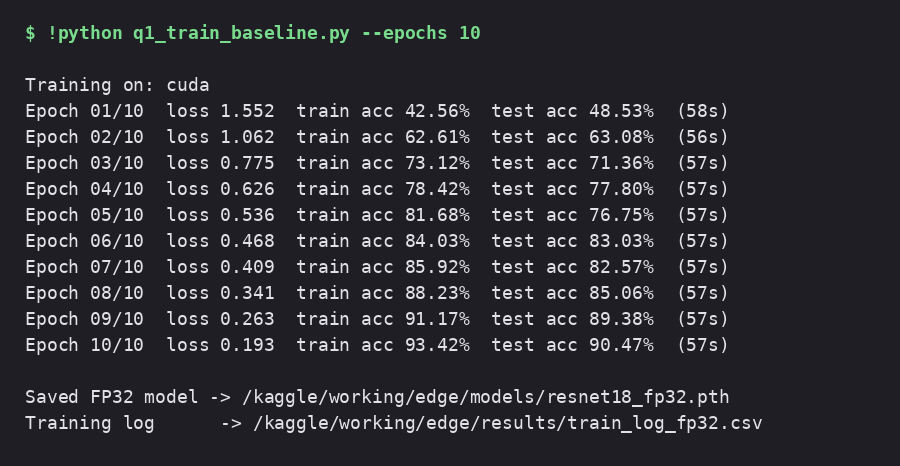 $ !python q1_train_baseline.py --epochs 10
Training on: cuda
Epoch 01/10  loss 1.552  train acc 42.56%  test acc 48.53%  (58s)
Epoch 02/10  loss 1.062  train acc 62.61%  test acc 63.08%  (56s)
Epoch 03/10  loss 0.775  train acc 73.12%  test acc 71.36%  (57s)
Epoch 04/10  loss 0.626  train acc 78.42%  test acc 77.80%  (57s)
Epoch 05/10  loss 0.536  train acc 81.68%  test acc 76.75%  (57s)
Epoch 06/10  loss 0.468  train acc 84.03%  test acc 83.03%  (57s)
Epoch 07/10  loss 0.409  train acc 85.92%  test acc 82.57%  (57s)
Epoch 08/10  loss 0.341  train acc 88.23%  test acc 85.06%  (57s)
Epoch 09/10  loss 0.263  train acc 91.17%  test acc 89.38%  (57s)
Epoch 10/10  loss 0.193  train acc 93.42%  test acc 90.47%  (57s)
Saved FP32 model -> /kaggle/working/edge/models/resnet18_fp32.pth
Training log      -> /kaggle/working/edge/results/train_log_fp32.csv